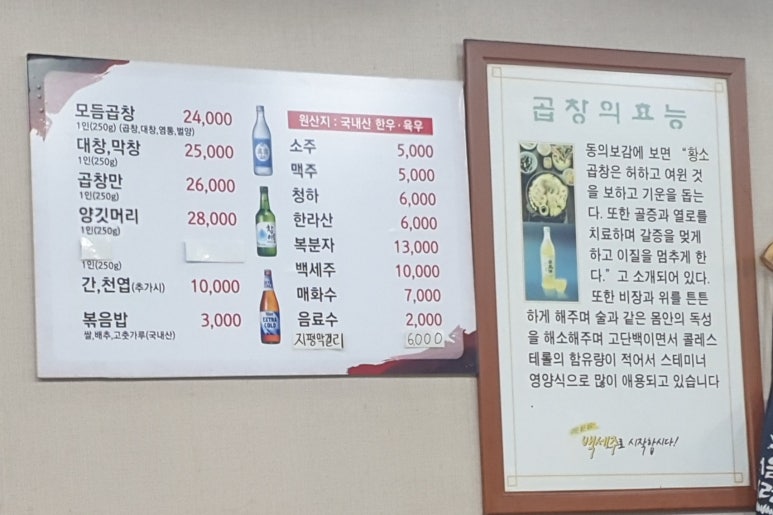 모듬곱창 24,000
1인(250g) (곱창,대창,염통,벌양)
대창,막창 25,000
1인(250g)
곱창만 26,000
1인(250g)
양깃머리 28,000
1인(250g)
간,천엽(추가시) 10,000
볶음밥 3,000
쌀,배추,고춧가루(국내산)
원산지 : 국내산 한우·육우
소주 5,000
맥주 5,000
청하 6,000
한라산 6,000
복분자 13,000
백세주 10,000
매화수 7,000
음료수 2,000
지평막걸리 6,000
EXTRA
COLD
곱창의효능
동의보감에 보면 “황소
곱창은 허하고 여윈 것
을 보하고 기운을 돕는
다. 또한 골증과 열로를
치료하며 갈증을 멎게
하고 이질을 멈추게 한
다.” 고 소개되어 있다.
또한 비장과 위를 튼튼
하게 해주며 술과 같은 몸안의 독성
을 해소해주며 고단백이면서 콜레스
테롤의 함유량이 적어서 스테미너
영양식으로 많이 애용되고 있습니다
.
백세주로 시작합시다!